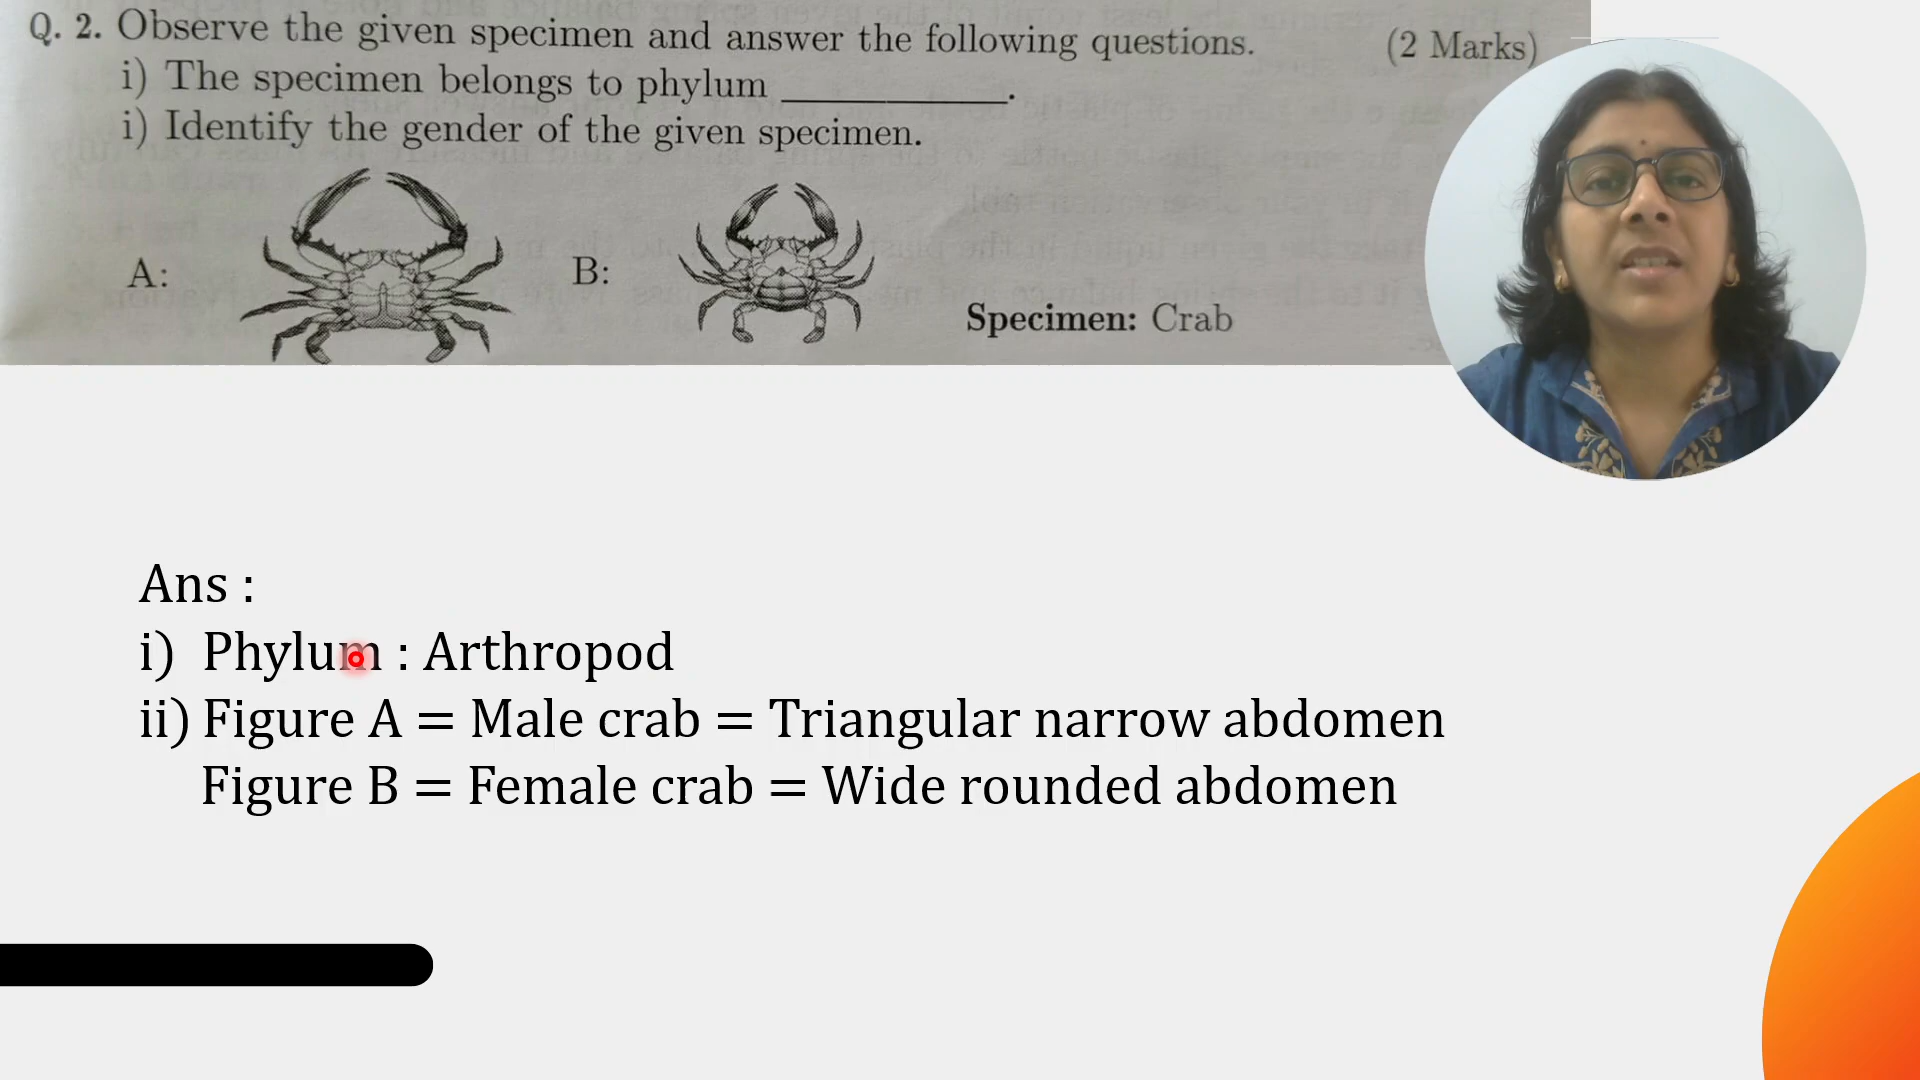 Q. 2. Observe the given specimen and answer the following questions. (2 Marks)
i) The specimen belongs to phylum ___________.
i) Identify the gender of the given specimen.
A:
B:
Specimen: Crab
Ans :
i) Phylum : Arthropod
ii) Figure A = Male crab = Triangular narrow abdomen
Figure B = Female crab = Wide rounded abdomen